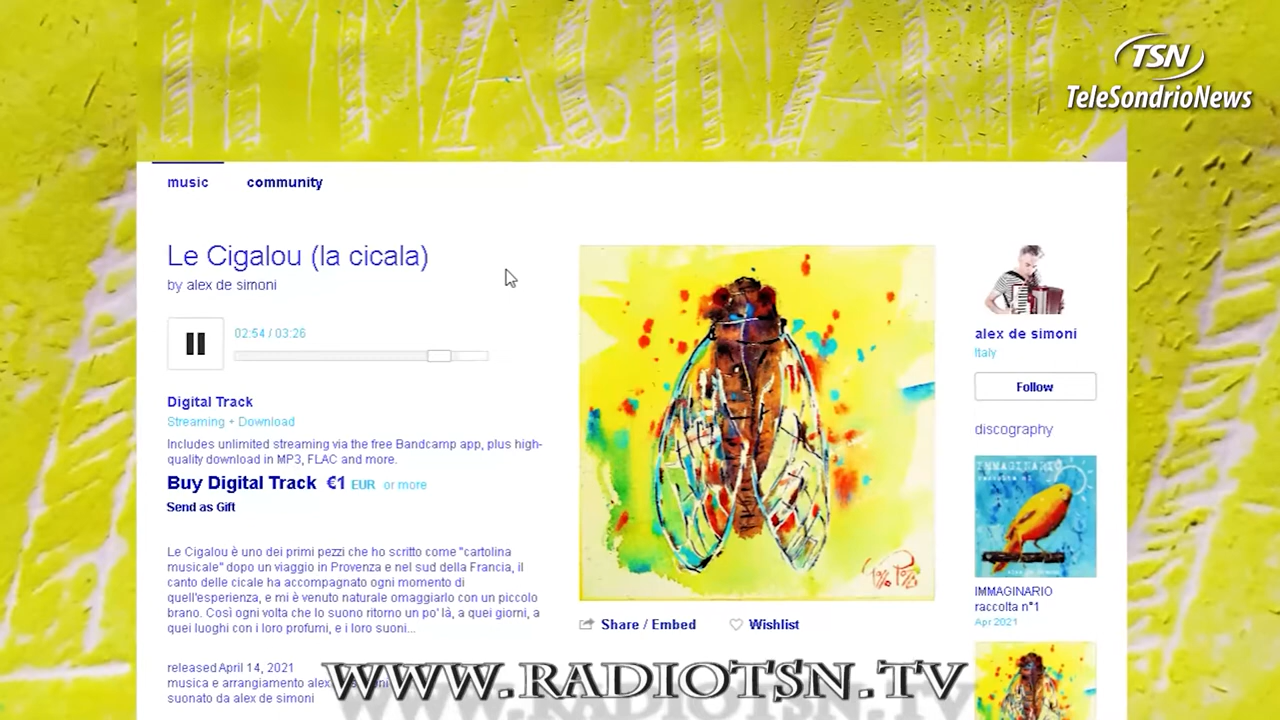 IMMAGINARIO
TSN
TeleSondrioNews
music
community
Le Cigalou (la cicala)
by alex de simoni
02:54 / 03:26
Digital Track
Streaming + Download
Includes unlimited streaming via the free Bandcamp app, plus high-
quality download in MP3, FLAC and more.
Buy Digital Track €1 EUR or more
Send as Gift
Le Cigalou è uno dei primi pezzi che ho scritto come "cartolina
musicale" dopo un viaggio in Provenza e nel sud della Francia, il
canto delle cicale ha accompagnato ogni momento di
quell'esperienza, e mi è venuto naturale omaggiarlo con un piccolo
brano. Così ogni volta che lo suono ritorno un po' là, a quei giorni, a
quei luoghi con i loro profumi, e i loro suoni...
released April 14, 2021
musica e arrangiamento alex
suonato da alex de simoni
Share / Embed
Wishlist
alex de simoni
Italy
Follow
discography
IMMAGINARIO
raccolta n°1
IMMAGINARIO
raccolta n°1
Apr 2021
WWW.RADIOTSN.TV